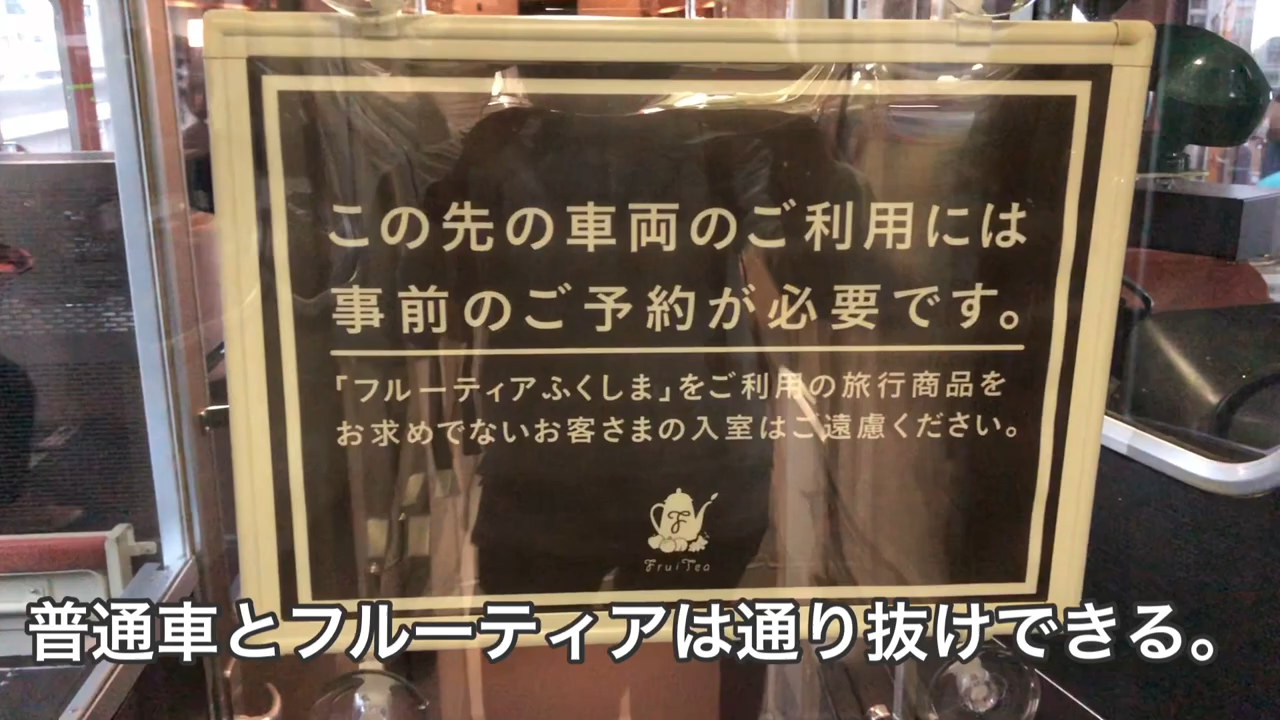 この先の車両のご利用には
事前のご予約が必要です。
「フルーティアふくしま」をご利用の旅行商品を
お求めでないお客さまの入室はご遠慮ください。
F
FruiTea
普通車とフルーティアは通り抜けできる。